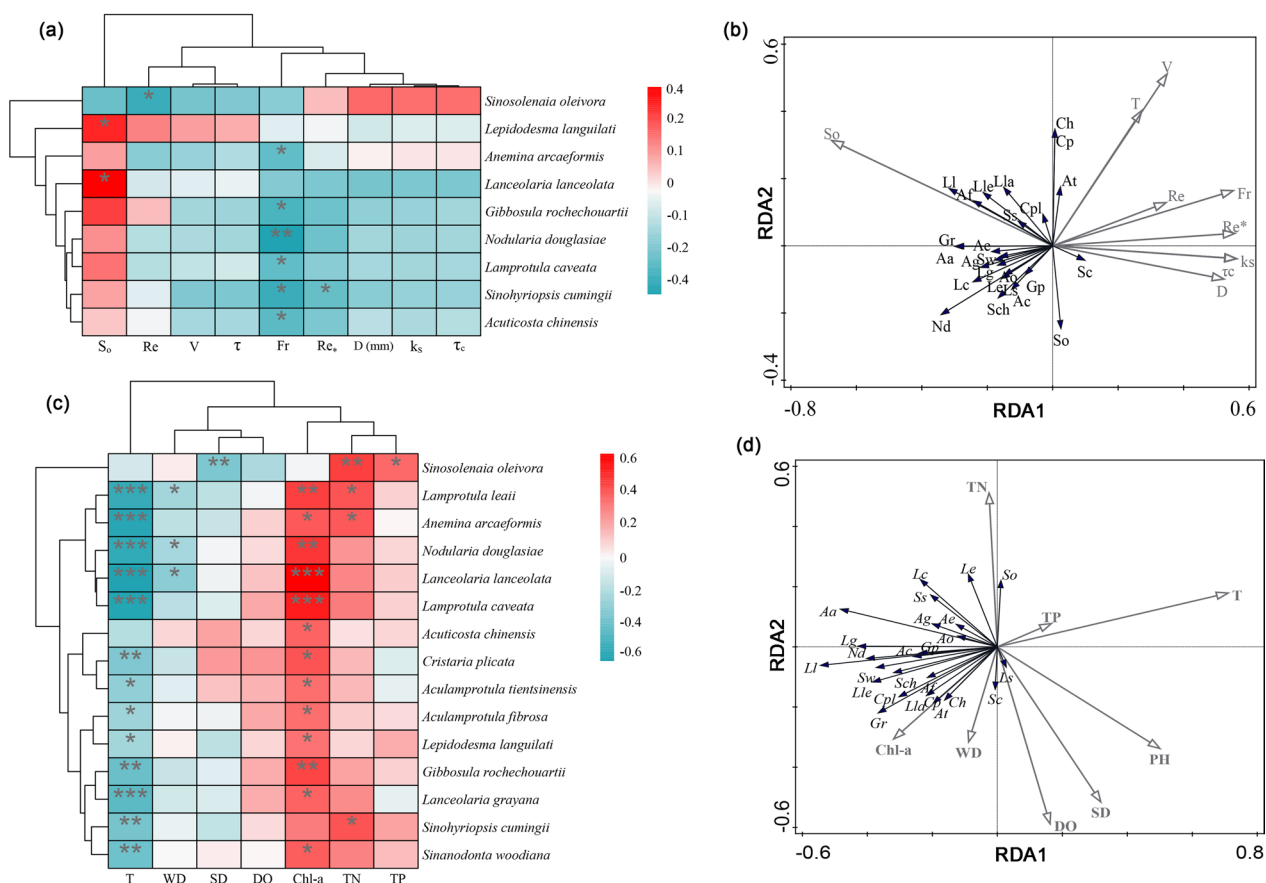 (a)
* Sinosolenaia oleivora
* Lepidodesma languilati
* Anemina arcaeformis
* Lanceolaria lanceolata
* Gibbosula rochechouartii
** Nodularia douglasiae
* Lamprotula caveata
* * Sinohyriopsis cumingii
* Acuticosta chinensis
So Re V τ Fr Re* D (mm) ks τc
0.4
0.2
0.1
0
-0.1
-0.2
-0.4
(b)
0.6
V
T
So
Ch
Cp
At
Ll
Lle
Lla
Af
Cpl
Ss
Re
Fr
Re*
Gr
Ae
Aa
Ag
Sw
Lg
Ao
Sc
ks
τc
D
Lc
Le
Ls
Gp
Sch
Ac
Nd
So
RDA2
-0.4
-0.8
RDA1
0.6
(c)
** ** * Sinosolenaia oleivora
*** * ** * Lamprotula leaii
*** * * Anemina arcaeformis
*** * ** Nodularia douglasiae
*** * *** Lanceolaria lanceolata
*** *** Lamprotula caveata
* Acuticosta chinensis
** * Cristaria plicata
* * Aculamprotula tientsinensis
* * Aculamprotula fibrosa
* * Lepidodesma languilati
** ** Gibbosula rochechouartii
*** * Lanceolaria grayana
** * Sinohyriopsis cumingii
** * Sinanodonta woodiana
T WD SD DO Chl-a TN TP
0.6
0.4
0.2
0
-0.2
-0.4
-0.6
(d)
0.6
TN
Lc
Le
So
Ss
T
Aa
TP
Ag
Ae
Ao
Lg
Nd
Ac
Gp
Ll
Ls
Sw
Sch
Af
Lle
Cpl
Lla
Cp
Ch
Sc
Gr
At
Chl-a
WD
PH
SD
DO
RDA2
-0.6
-0.6
RDA1
0.8